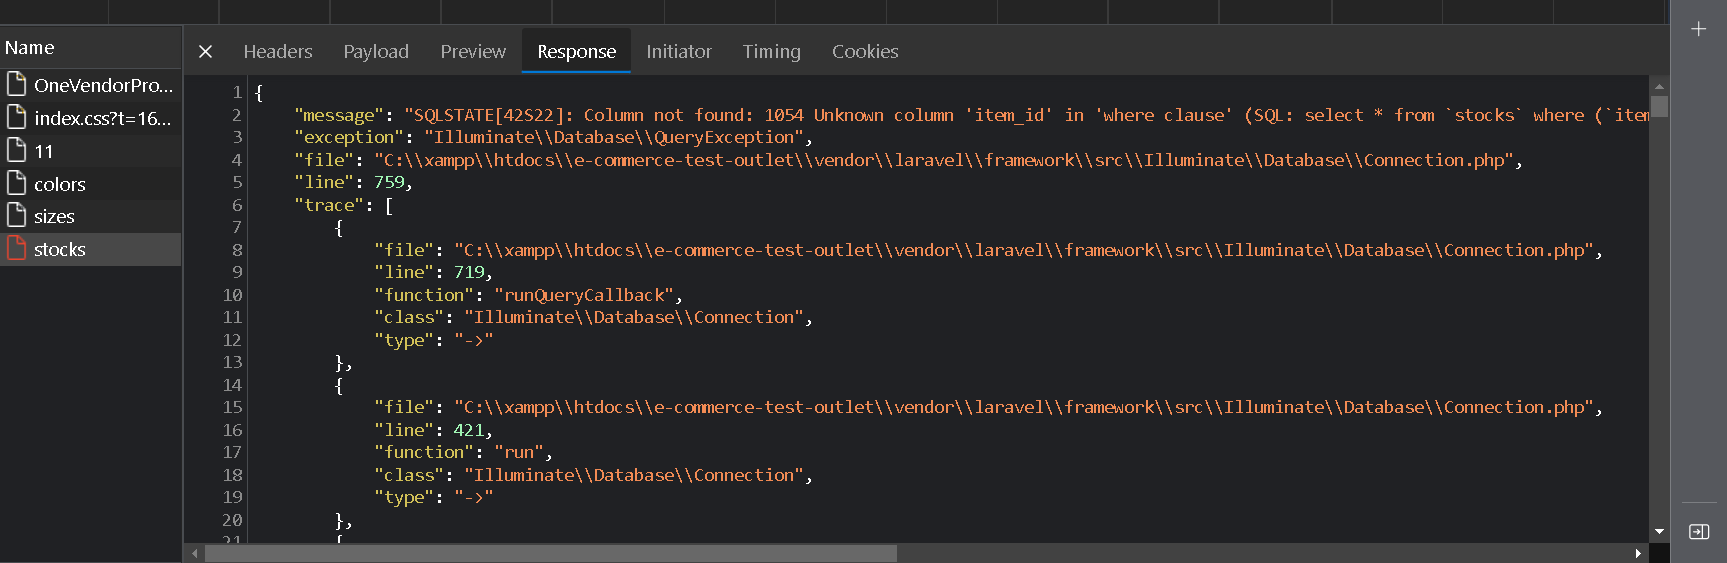 Name
OneVendorPro...
index.css?t=16...
11
colors
sizes
stocks
Headers Payload Preview Response Initiator Timing Cookies
1 {
2 "message": "SQLSTATE[42S22]: Column not found: 1054 Unknown column 'item_id' in 'where clause' (SQL: select * from `stocks` where (`item
3 "exception": "Illuminate\\Database\\QueryException",
4 "file": "C:\\xampp\\htdocs\\e-commerce-test-outlet\\vendor\\laravel\\framework\\src\\Illuminate\\Database\\Connection.php",
5 "line": 759,
6 "trace": [
7 {
8 "file": "C:\\xampp\\htdocs\\e-commerce-test-outlet\\vendor\\laravel\\framework\\src\\Illuminate\\Database\\Connection.php",
9 "line": 719,
10 "function": "runQueryCallback",
11 "class": "Illuminate\\Database\\Connection",
12 "type": "->"
13 },
14 {
15 "file": "C:\\xampp\\htdocs\\e-commerce-test-outlet\\vendor\\laravel\\framework\\src\\Illuminate\\Database\\Connection.php",
16 "line": 421,
17 "function": "run",
18 "class": "Illuminate\\Database\\Connection",
19 "type": "->"
20 },
21 {